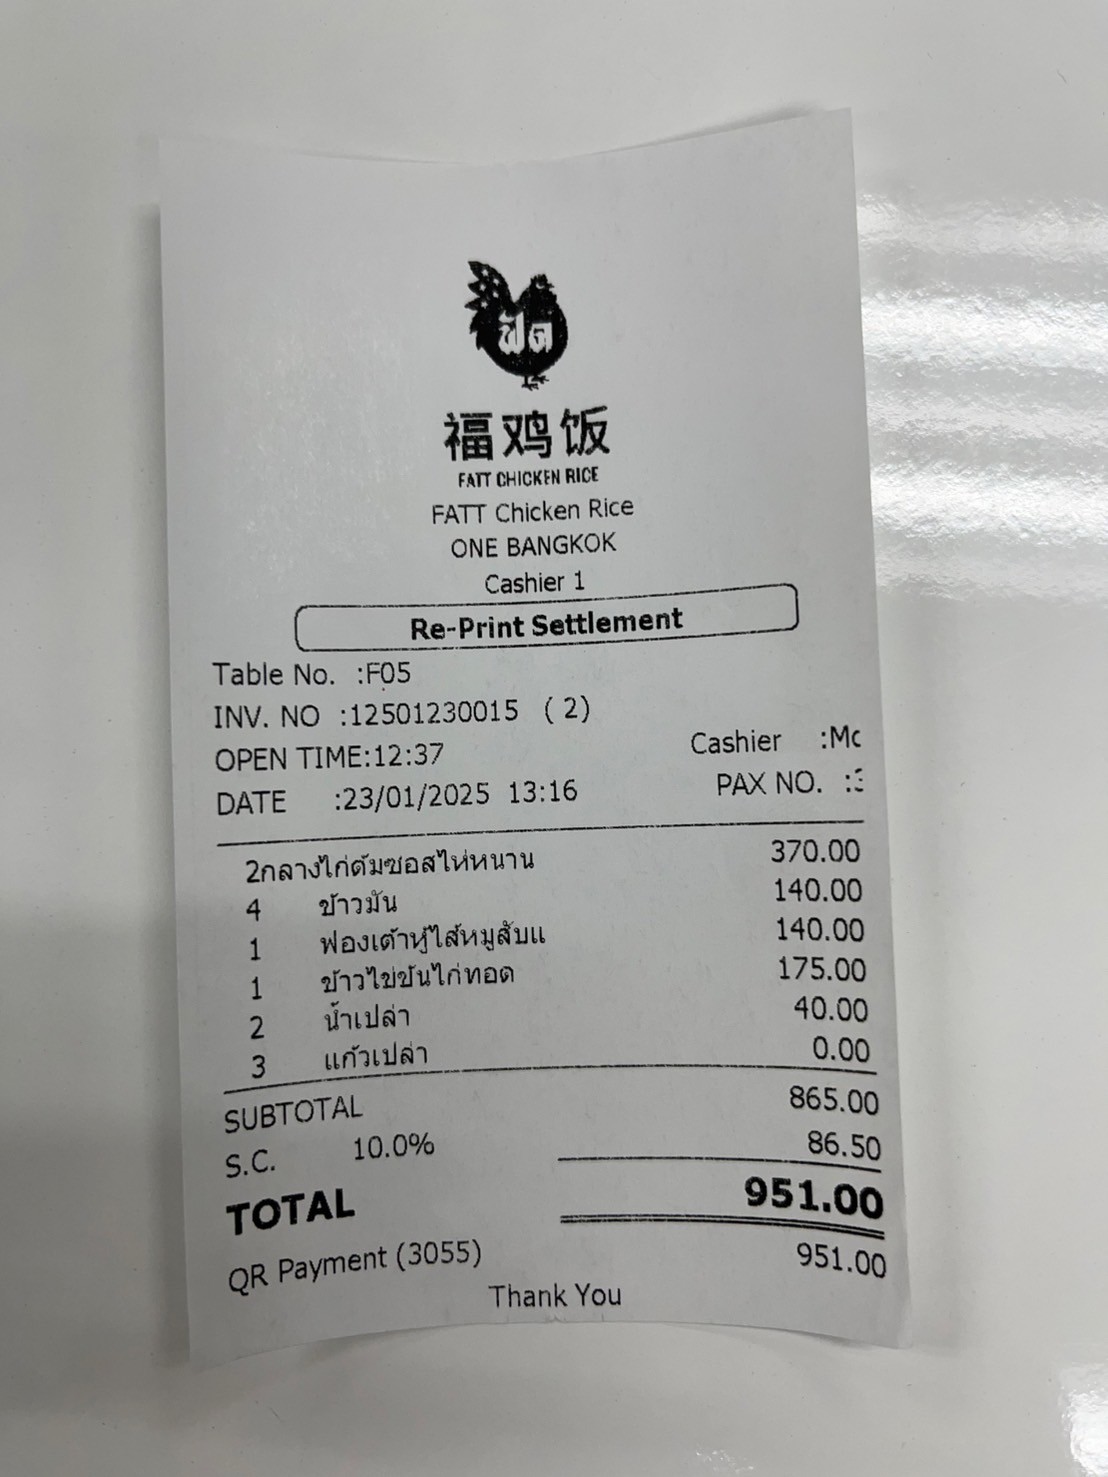 ฟัด
福鸡饭
FATT CHICKEN RICE
FATT Chicken Rice
ONE BANGKOK
Cashier 1
Re-Print Settlement
Table No. :F05
INV. NO :12501230015 ( 2)
OPEN TIME:12:37 Cashier :Mc
DATE :23/01/2025 13:16 PAX NO. :3
2กลางไก่ต้มซอสไห่หนาน 370.00
4 ข้าวมัน 140.00
1 ฟองเต้าหู้ไส้หมูสับแ 140.00
1 ข้าวไข่ข้นไก่ทอด 175.00
2 น้ำเปล่า 40.00
3 แก้วเปล่า 0.00
SUBTOTAL 865.00
S.C. 10.0% 86.50
TOTAL 951.00
QR Payment (3055) 951.00
Thank You